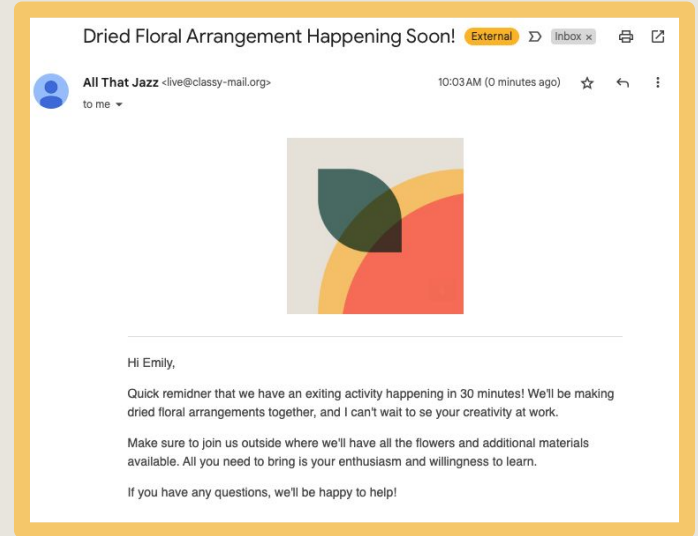 Dried Floral Arrangement Happening Soon! External Inbox x
All That Jazz <live@classy-mail.org> 10:03 AM (0 minutes ago)
to me
Hi Emily,
Quick remidner that we have an exiting activity happening in 30 minutes! We'll be making
dried floral arrangements together, and I can't wait to se your creativity at work.
Make sure to join us outside where we'll have all the flowers and additional materials
available. All you need to bring is your enthusiasm and willingness to learn.
If you have any questions, we'll be happy to help!